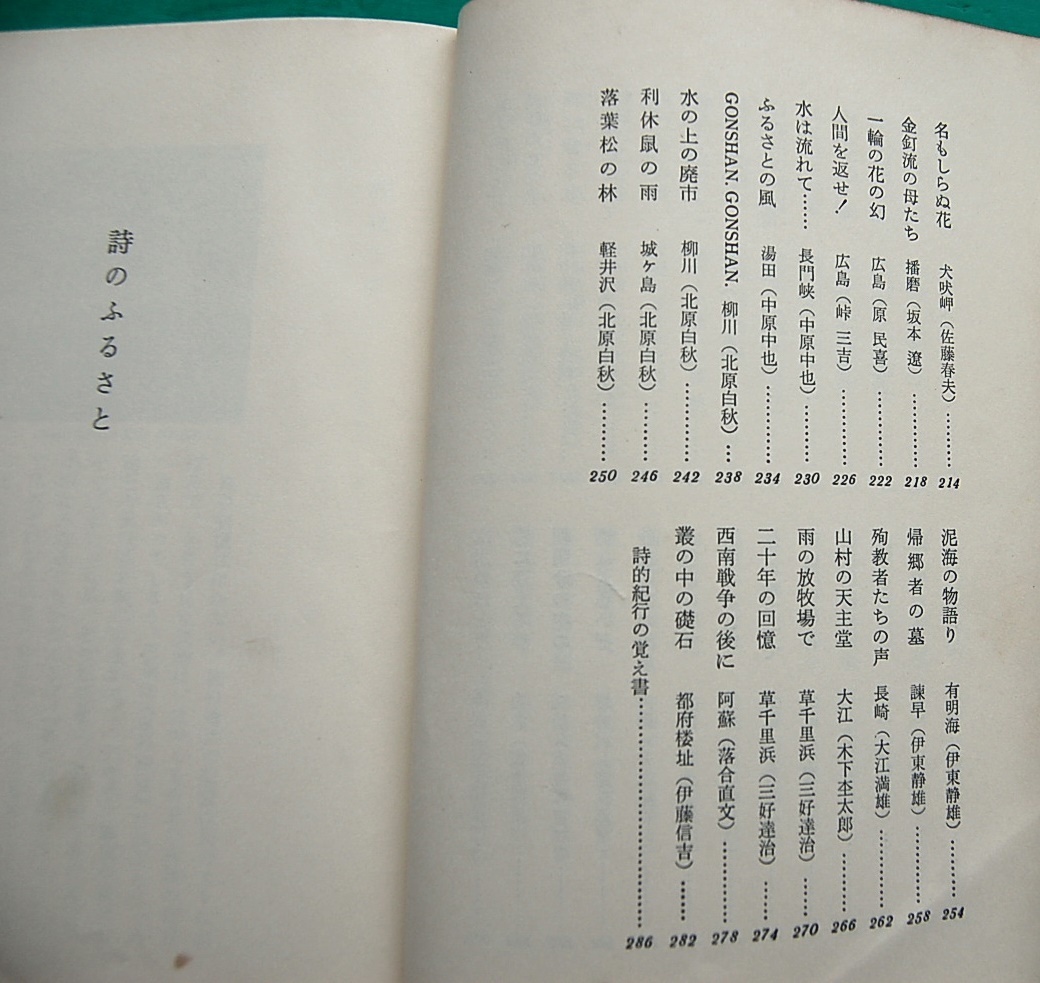 名もしらぬ花 犬吠岬（佐藤春夫）………214
金釘流の母たち 播磨（坂本 遼）………218
一輪の花の幻 広島（原 民喜）………222
人間を返せ！ 広島（峠 三吉）………226
水は流れて…… 長門峡（中原中也）………230
ふるさとの風 湯田（中原中也）………234
GONSHAN. GONSHAN. 柳川（北原白秋）…238
水の上の廃市 柳川（北原白秋）………242
利休鼠の雨 城ヶ島（北原白秋）………246
落葉松の林 軽井沢（北原白秋）………250
泥海の物語り 有明海（伊東静雄）………254
帰郷者の墓 諫早（伊東静雄）………258
殉教者たちの声 長崎（大江満雄）………262
山村の天主堂 大江（木下杢太郎）………266
雨の放牧場で 草千里浜（三好達治）……270
二十年の回憶 草千里浜（三好達治）……274
西南戦争の後に 阿蘇（落合直文）………278
叢の中の礎石 都府楼址（伊藤信吉）……282
詩的紀行の覚え書………………286
詩のふるさと